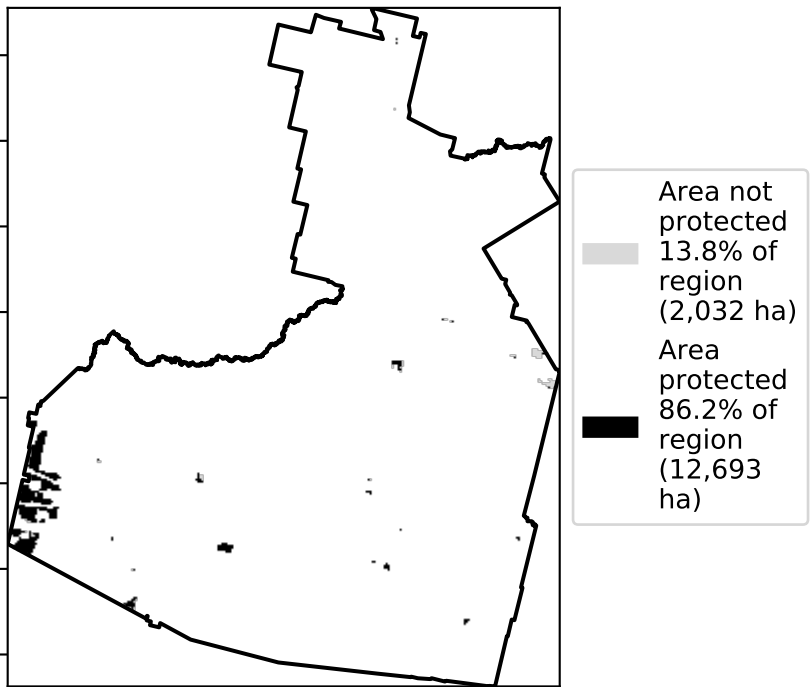 Area not
protected
13.8% of
region
(2,032 ha)
Area
protected
86.2% of
region
(12,693
ha)